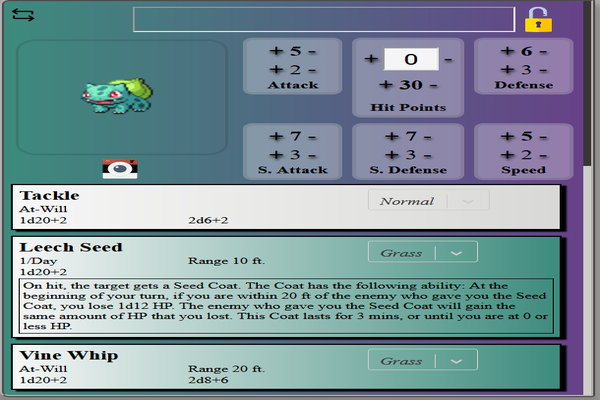 + 5 -
+ 2 -
Attack
+ 0 -
+ 30 -
Hit Points
+ 6 -
+ 3 -
Defense
+ 7 -
+ 3 -
S. Attack
+ 7 -
+ 3 -
S. Defense
+ 5 -
+ 2 -
Speed
Tackle
Normal
At-Will
1d20+2 2d6+2
Leech Seed
Grass
1/Day Range 10 ft.
1d20+2
On hit, the target gets a Seed Coat. The Coat has the following ability: At the
beginning of your turn, if you are within 20 ft of the enemy who gave you the Seed
Coat, you lose 1d12 HP. The enemy who gave you the Seed Coat will gain the
same amount of HP that you lost. This Coat lasts for 3 mins, or until you are at 0 or
less HP.
Vine Whip
Grass
At-Will Range 20 ft.
1d20+2 2d8+6